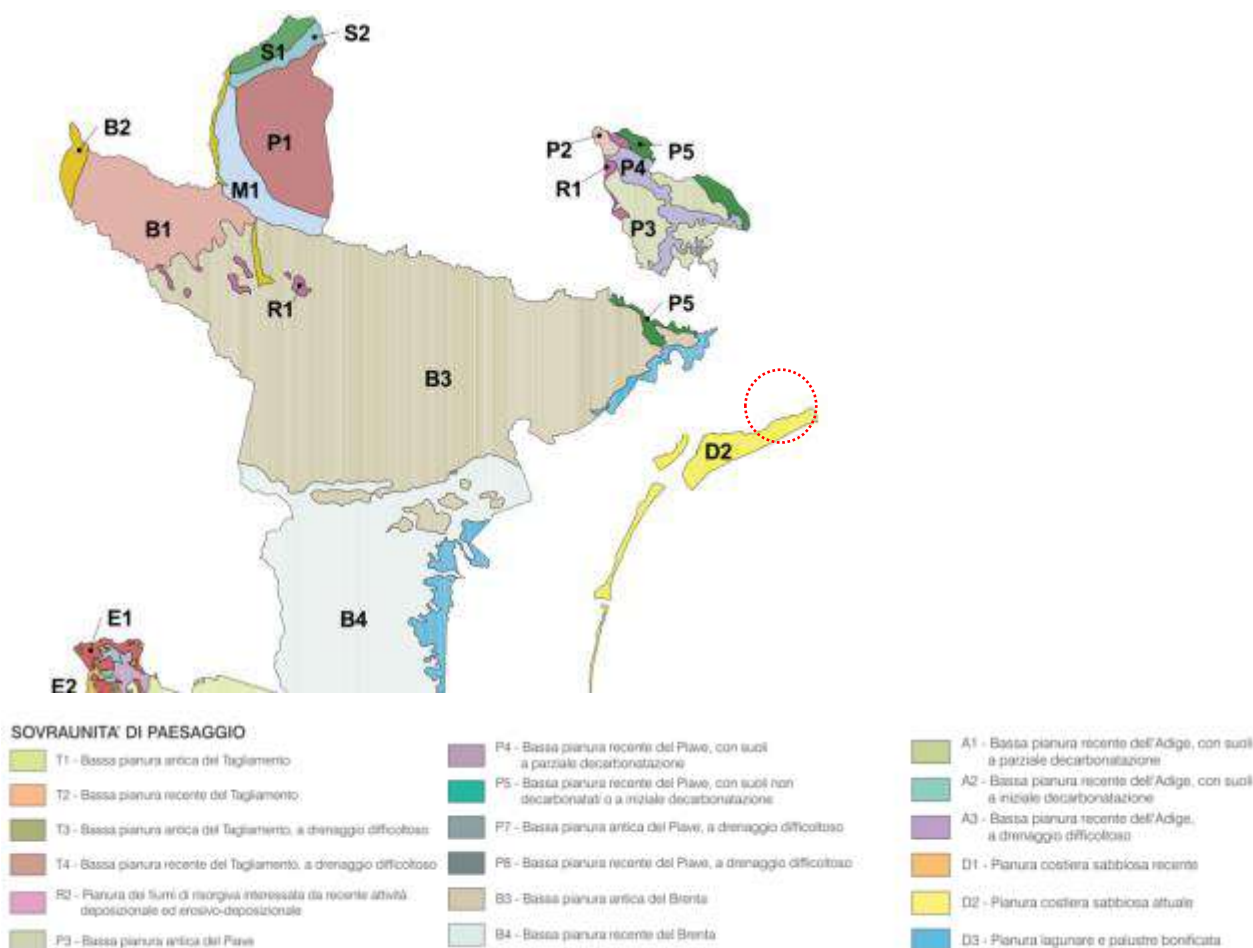 S2
S1
B2
P1
P2
P5
P4
R1
M1
B1
P3
R1
P5
B3
D2
B4
E1
E2
SOVRAUNITA' DI PAESAGGIO
T1 - Bassa pianura antica del Tagliamento
T2 - Bassa pianura recente del Tagliamento
T3 - Bassa pianura antica del Tagliamento, a drenaggio difficoltoso
T4 - Bassa pianura recente del Tagliamento, a drenaggio difficoltoso
R2 - Pianura dei fiumi di risorgiva interessata da recente attività
deposizionale ed erosivo-deposizionale
P3 - Bassa pianura antica del Piave
P4 - Bassa pianura recente del Piave, con suoli
a parziale decarbonatazione
P5 - Bassa pianura recente del Piave, con suoli non
decarbonatati o a iniziale decarbonatazione
P7 - Bassa pianura antica del Piave, a drenaggio difficoltoso
P8 - Bassa pianura recente del Piave, a drenaggio difficoltoso
B3 - Bassa pianura antica del Brenta
B4 - Bassa pianura recente del Brenta
A1 - Bassa pianura recente dell'Adige, con suoli
a parziale decarbonatazione
A2 - Bassa pianura recente dell'Adige, con suoli
a iniziale decarbonatazione
A3 - Bassa pianura recente dell'Adige,
a drenaggio difficoltoso
D1 - Pianura costiera sabbiosa recente
D2 - Pianura costiera sabbiosa attuale
D3 - Pianura lagunare e palustre bonificata